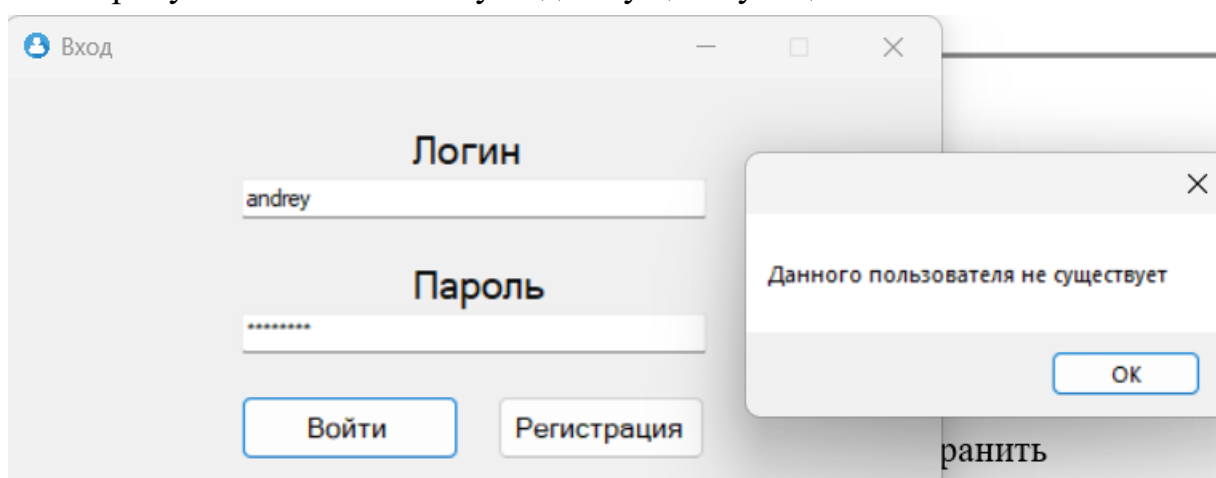 Вход
Логин
andrey
Пароль
********
Войти
Регистрация
Данного пользователя не существует
OK
ранить